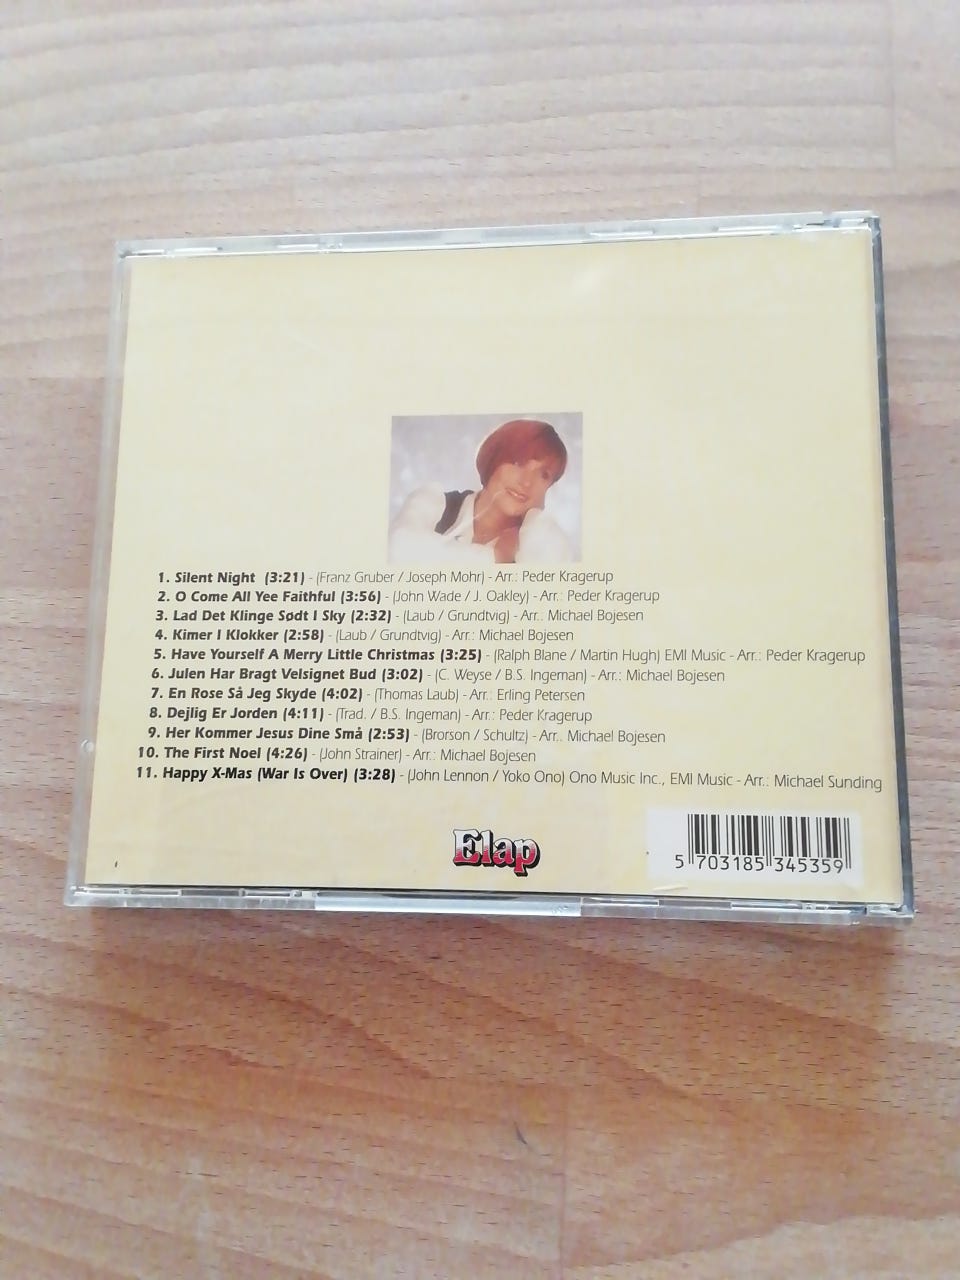 1. Silent Night (3:21) - (Franz Gruber / Joseph Mohr) - Arr.: Peder Kragerup
2. O Come All Yee Faithful (3:56) - (John Wade / J. Oakley) - Arr.: Peder Kragerup
3. Lad Det Klinge Sødt I Sky (2:32) - (Laub / Grundtvig) - Arr.: Michael Bojesen
4. Kimer I Klokker (2:58) - (Laub / Grundtvig) - Arr.: Michael Bojesen
5. Have Yourself A Merry Little Christmas (3:25) - (Ralph Blane / Martin Hugh) EMI Music - Arr.: Peder Kragerup
6. Julen Har Bragt Velsignet Bud (3:02) - (C. Weyse / B.S. Ingeman) - Arr.: Michael Bojesen
7. En Rose Så Jeg Skyde (4:02) - (Thomas Laub) - Arr.: Erling Petersen
8. Dejlig Er Jorden (4:11) - (Trad. / B.S. Ingeman) - Arr.: Peder Kragerup
9. Her Kommer Jesus Dine Små (2:53) - (Brorson / Schultz) - Arr.. Michael Bojesen
10. The First Noel (4:26) - (John Strainer) - Arr.: Michael Bojesen
11. Happy X-Mas (War Is Over) (3:28) - (John Lennon / Yoko Ono) Ono Music Inc., EMI Music - Arr.: Michael Sunding
Elap
5 703185 345359